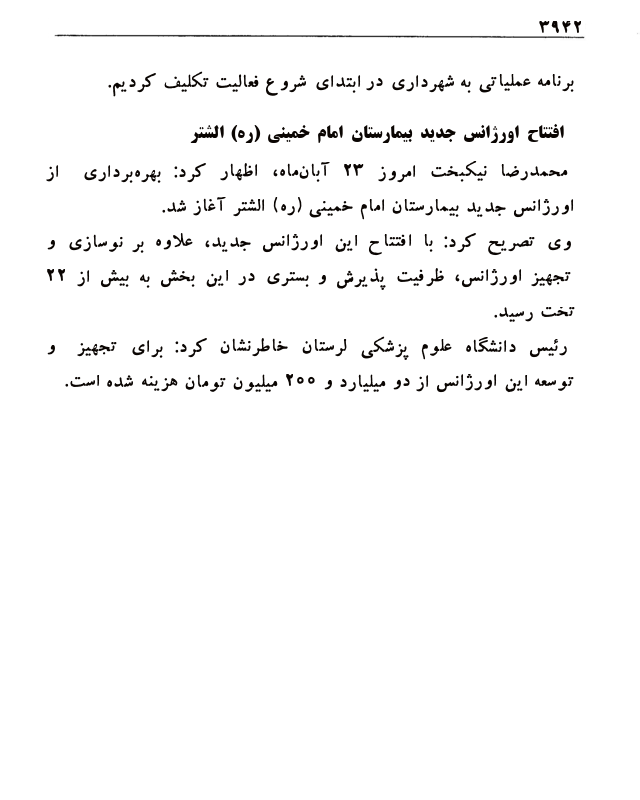 ۳۹۴۲
برنامه عملیاتی به شهرداری در ابتدای شروع فعالیت تکلیف کردیم.
افتتاح اورژانس جدید بیمارستان امام خمینی (ره) الشتر
محمدرضا نیکبخت امروز ۲۳ آبان‌ماه، اظهار کرد: بهره‌برداری از
اورژانس جدید بیمارستان امام خمینی (ره) الشتر آغاز شد.
وی تصریح کرد: با افتتاح این اورژانس جدید، علاوه بر نوسازی و
تجهیز اورژانس، ظرفیت پذیرش و بستری در این بخش به بیش از ۲۲
تخت رسید.
رئیس دانشگاه علوم پزشکی لرستان خاطرنشان کرد: برای تجهیز و
توسعه این اورژانس از دو میلیارد و ۲۰۰ میلیون تومان هزینه شده است.